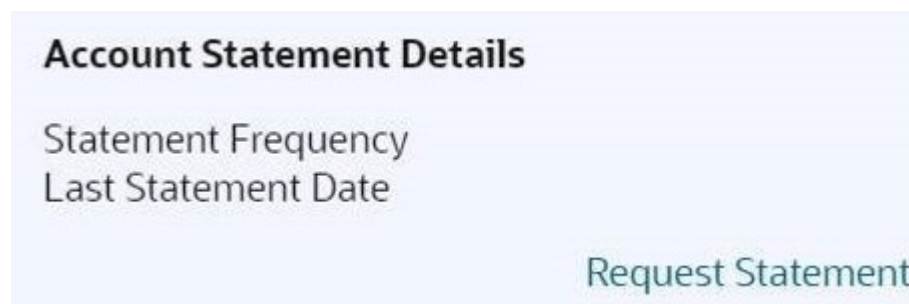 Account Statement Details
Statement Frequency
Last Statement Date
Request Statement